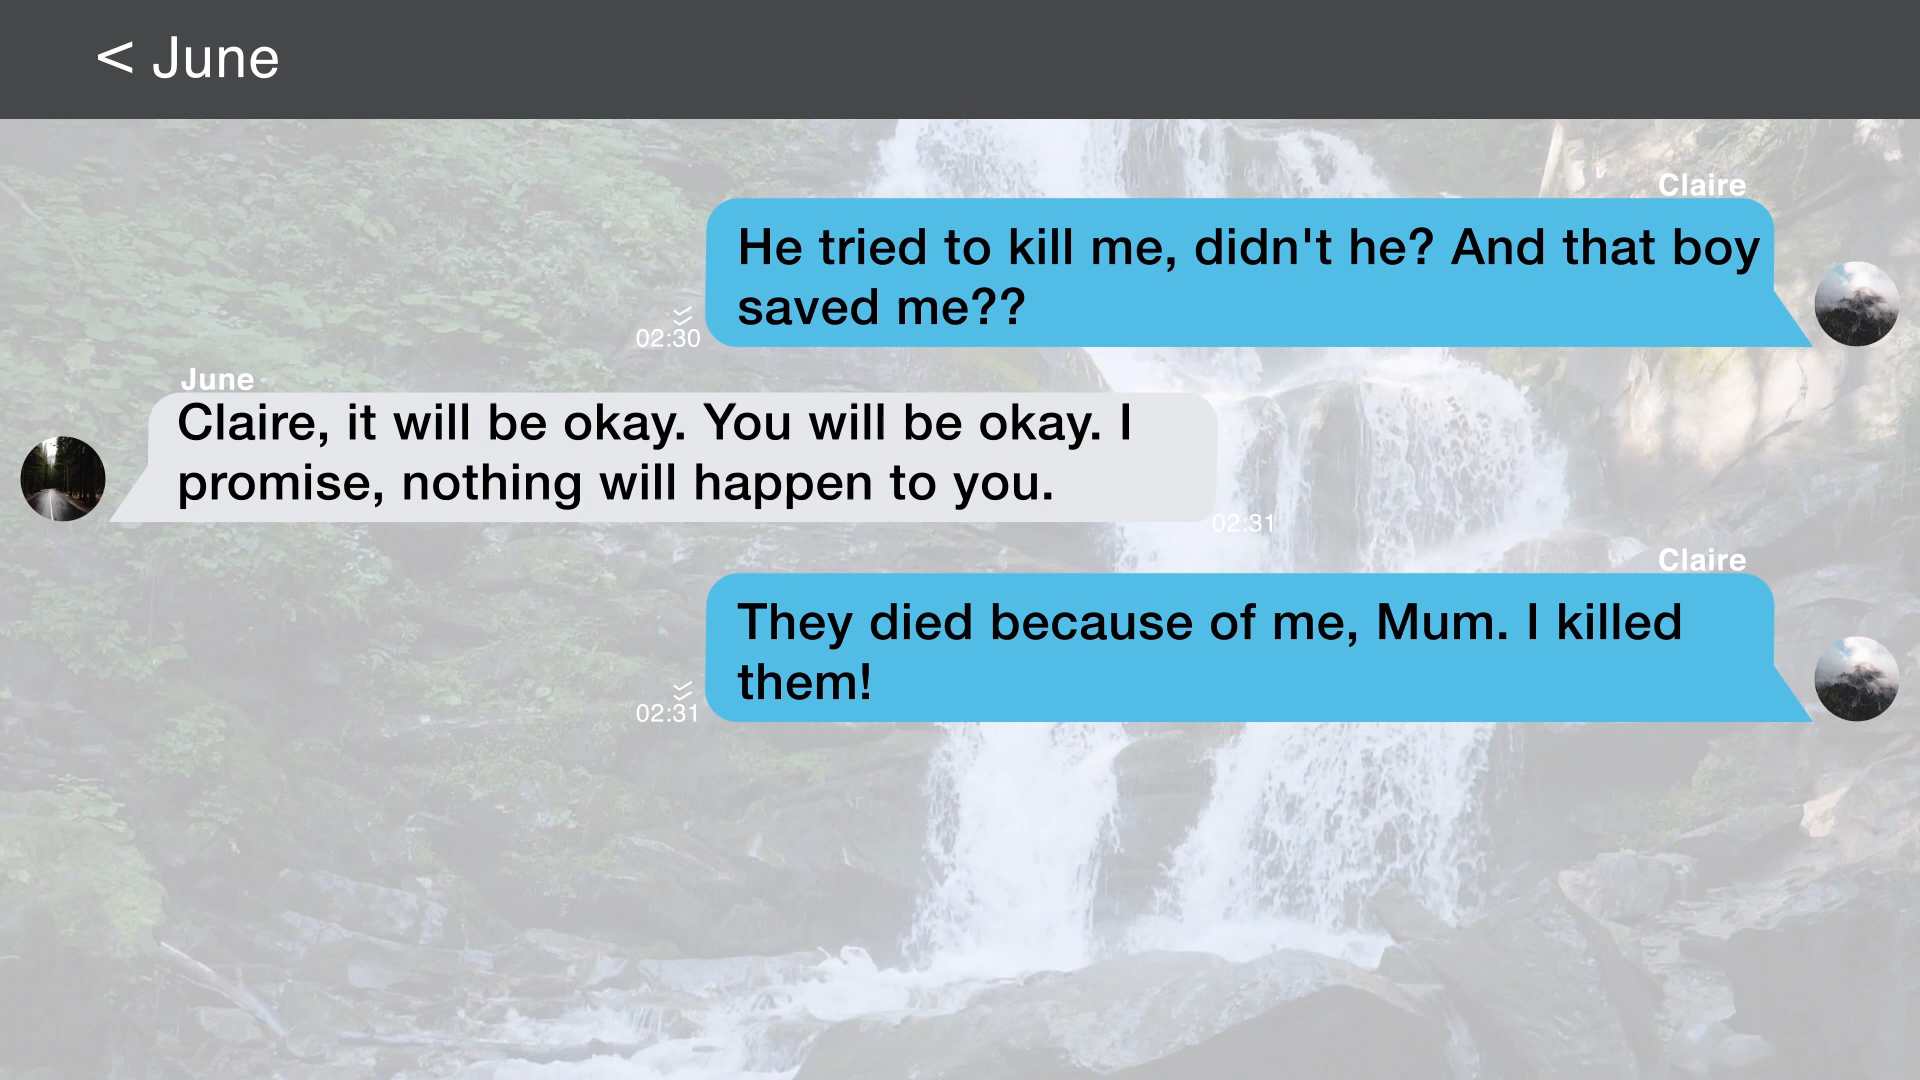 < June
Claire
He tried to kill me, didn't he? And that boy
saved me??
02:30
June
Claire, it will be okay. You will be okay. I
promise, nothing will happen to you.
02:31
Claire
They died because of me, Mum. I killed
them!
02:31